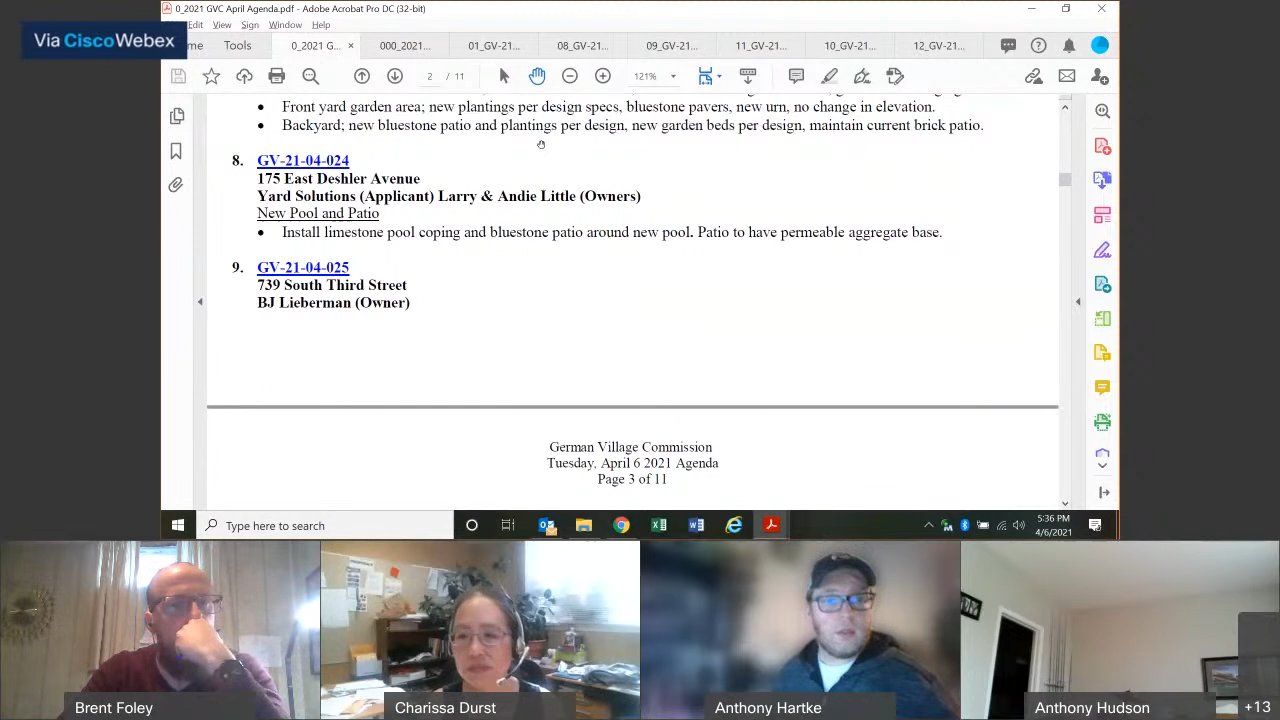 0_2021 GVC April Agenda.pdf - Adobe Acrobat Pro DC (32-bit)
Via Cisco Webex
Edit View Sign Window Help
Tools 0_2021 G... × 00002021... 01_GV-21... 08_GV-21... 09_GV-21... 11_GV-21... 10_GV-21... 12_GV-21...
2 / 11 121%
• Front yard garden area; new plantings per design specs, bluestone pavers, new urn, no change in elevation.
• Backyard; new bluestone patio and plantings per design, new garden beds per design, maintain current brick patio.
8. GV-21-04-024
175 East Deshler Avenue
Yard Solutions (Applicant) Larry & Andie Little (Owners)
New Pool and Patio
• Install limestone pool coping and bluestone patio around new pool. Patio to have permeable aggregate base.
9. GV-21-04-025
739 South Third Street
BJ Lieberman (Owner)
German Village Commission
Tuesday, April 6 2021 Agenda
Page 3 of 11
Type here to search
5:36 PM
4/6/2021
Brent Foley
Charissa Durst
Anthony Hartke
Anthony Hudson
+13